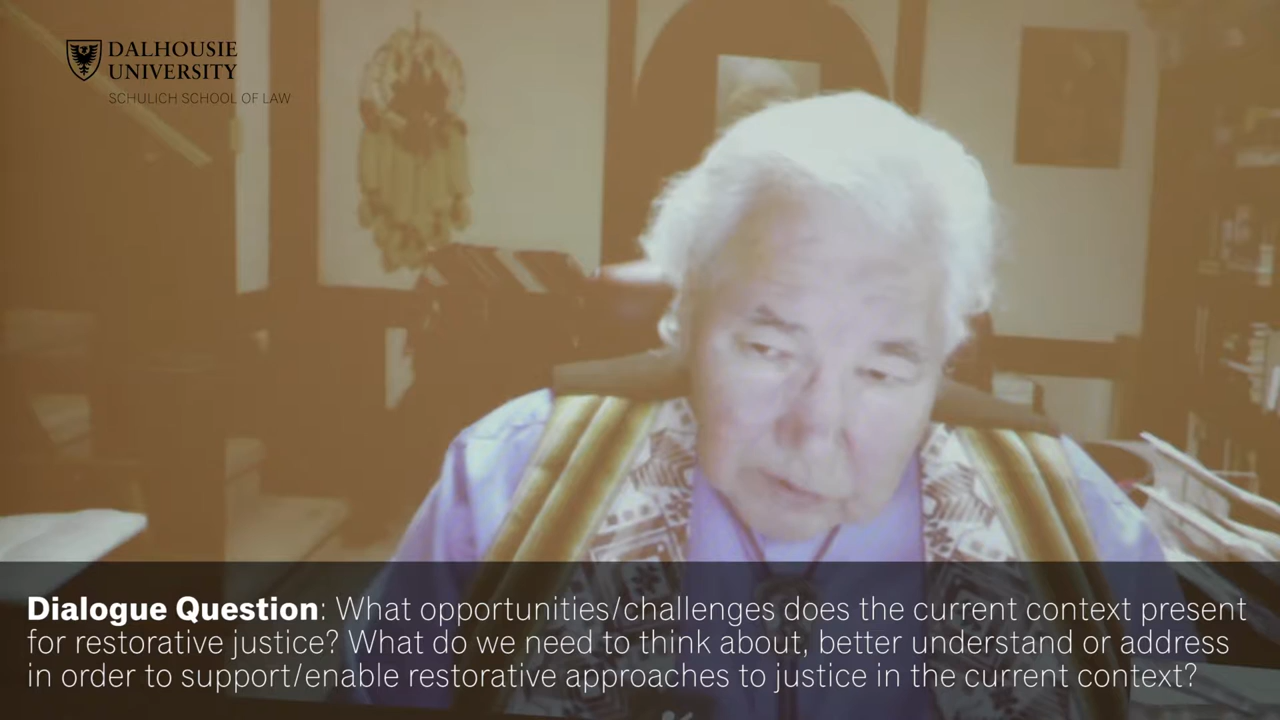 DALHOUSIE
UNIVERSITY
SCHULICH SCHOOL OF LAW
Dialogue Question: What opportunities/challenges does the current context present
for restorative justice? What do we need to think about, better understand or address
in order to support/enable restorative approaches to justice in the current context?